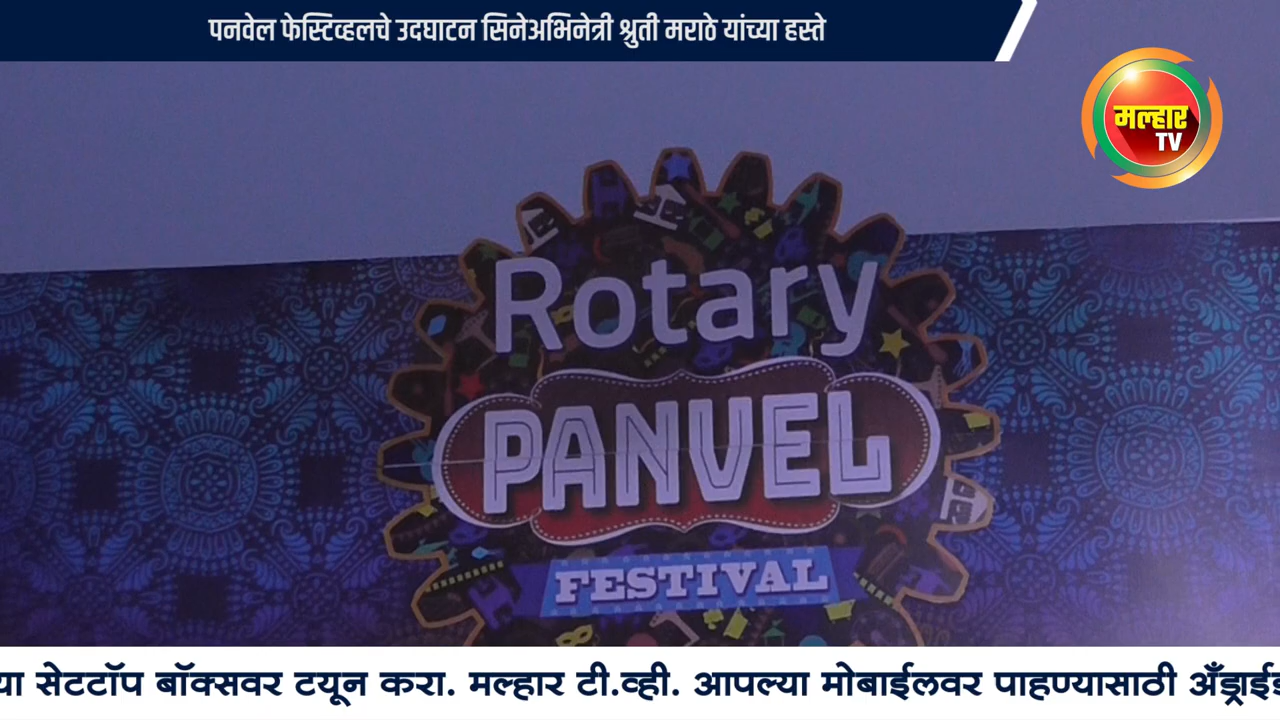 पनवेल फेस्टिव्हलचे उदघाटन सिनेअभिनेत्री श्रुती मराठे यांच्या हस्ते
मल्हार
TV
Rotary
PANVEL
FESTIVAL
सेटटॉप बॉक्सवर टयून करा. मल्हार टी.व्ही. आपल्या मोबाईलवर पाहण्यासाठी